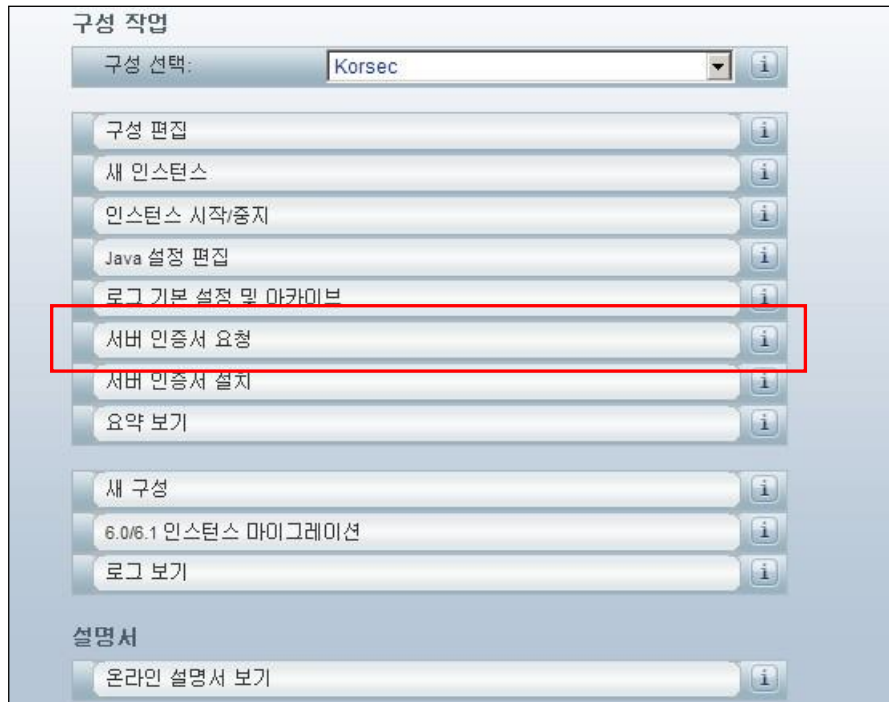 구성 작업
구성 선택: Korsec
구성 편집
새 인스턴스
인스턴스 시작/중지
Java 설정 편집
로그 기본 설정 및 아카이브
서버 인증서 요청
서버 인증서 설치
요약 보기
새 구성
6.0/6.1 인스턴스 마이그레이션
로그 보기
설명서
온라인 설명서 보기